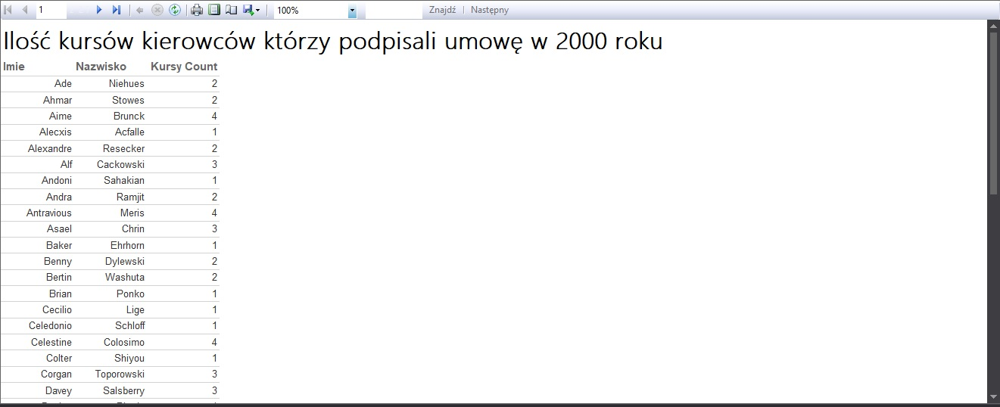 1 100% Znajdź | Następny
Ilość kursów kierowców którzy podpisali umowę w 2000 roku
Imie Nazwisko Kursy Count
Ade Niehues 2
Ahmar Stowes 2
Aime Brunck 4
Alecxis Acfalle 1
Alexandre Resecker 2
Alf Cackowski 3
Andoni Sahakian 1
Andra Ramjit 2
Antravious Meris 4
Asael Chrin 3
Baker Ehrhorn 1
Benny Dylewski 2
Bertin Washuta 2
Brian Ponko 1
Cecilio Lige 1
Celedonio Schloff 1
Celestine Colosimo 4
Colter Shiyou 1
Corgan Toporowski 3
Davey Salsberry 3